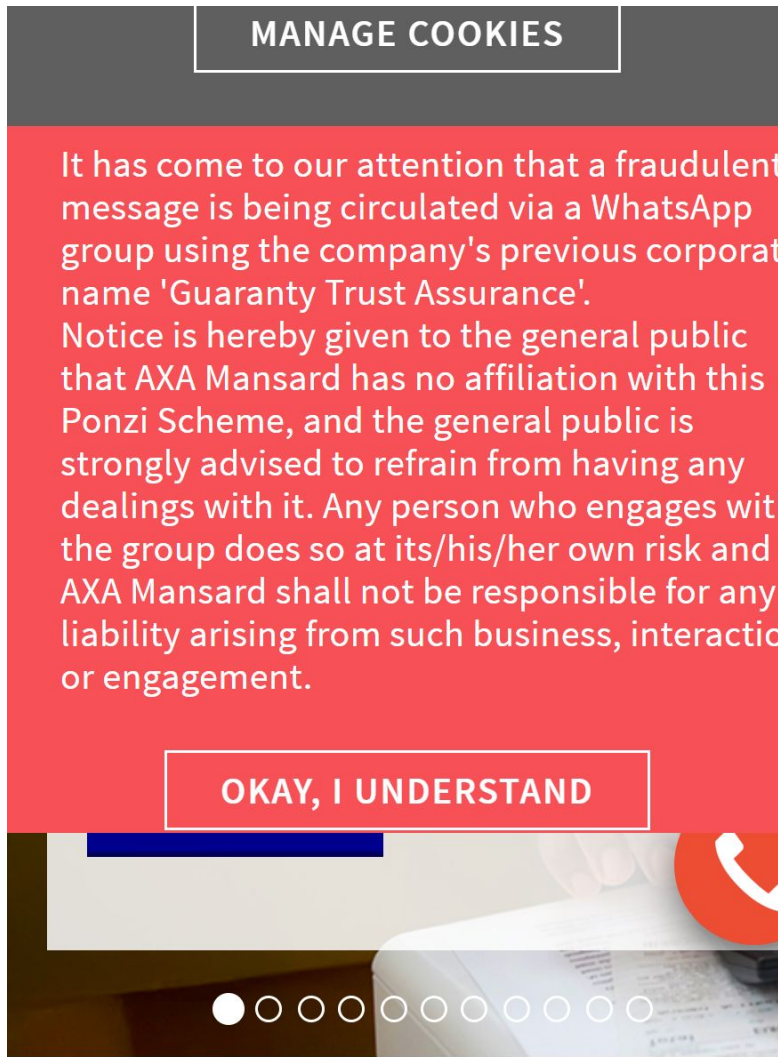 MANAGE COOKIES
It has come to our attention that a fraudulent
message is being circulated via a WhatsApp
group using the company's previous corporat
name 'Guaranty Trust Assurance'.
Notice is hereby given to the general public
that AXA Mansard has no affiliation with this
Ponzi Scheme, and the general public is
strongly advised to refrain from having any
dealings with it. Any person who engages wit
the group does so at its/his/her own risk and
AXA Mansard shall not be responsible for any
liability arising from such business, interactio
or engagement.
OKAY, I UNDERSTAND